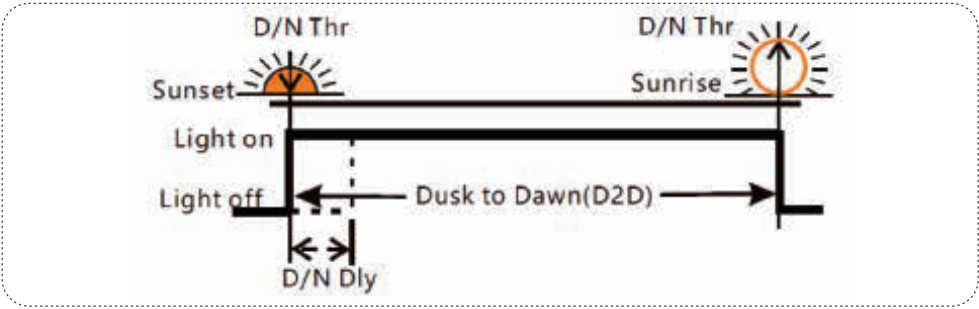 D/N Thr
D/N Thr
Sunset
Sunrise
Light on
Light off
Dusk to Dawn(D2D)
D/N Dly